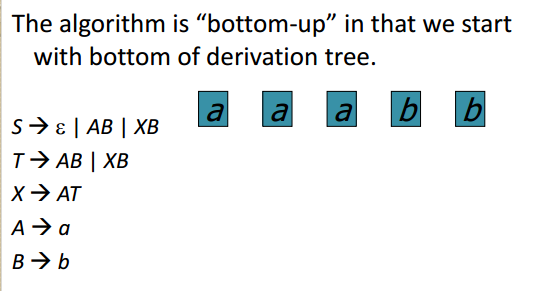 The algorithm is “bottom-up” in that we start
with bottom of derivation tree.
a a a b b
S → ε | AB | XB
T → AB | XB
X → AT
A → a
B → b